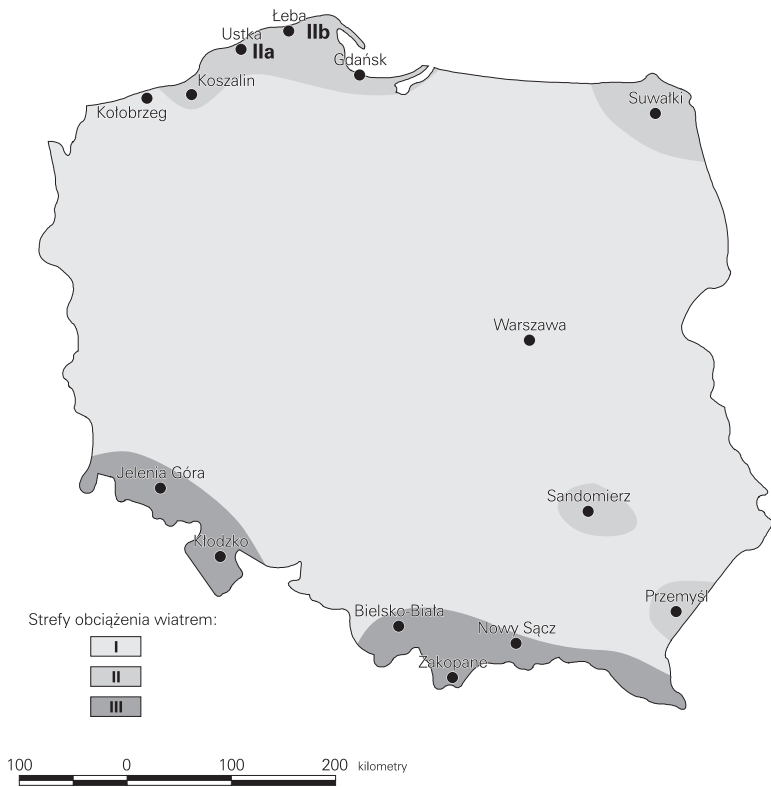 Łeba
Ustka
IIb
IIa
Gdańsk
Koszalin
Kołobrzeg
Suwałki
Warszawa
Jelenia Góra
Sandomierz
Kłodzko
Przemyśl
Bielsko-Biała
Nowy Sącz
Zakopane
Strefy obciążenia wiatrem:
I
II
III
100 0 100 200 kilometry